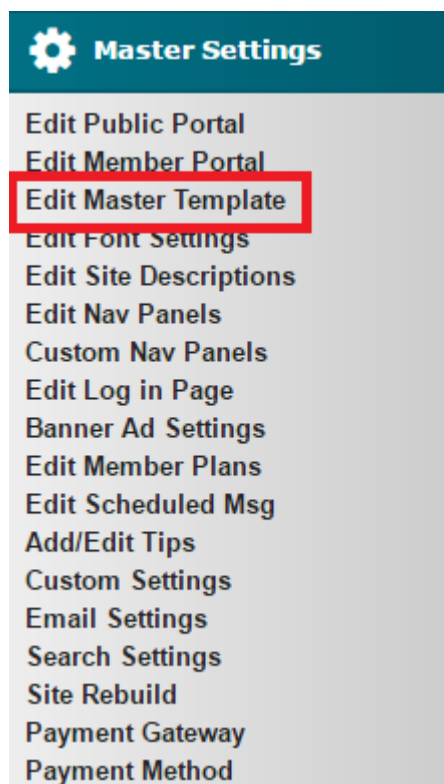 Master Settings
Edit Public Portal
Edit Member Portal
Edit Master Template
Edit Font Settings
Edit Site Descriptions
Edit Nav Panels
Custom Nav Panels
Edit Log in Page
Banner Ad Settings
Edit Member Plans
Edit Scheduled Msg
Add/Edit Tips
Custom Settings
Email Settings
Search Settings
Site Rebuild
Payment Gateway
Payment Method